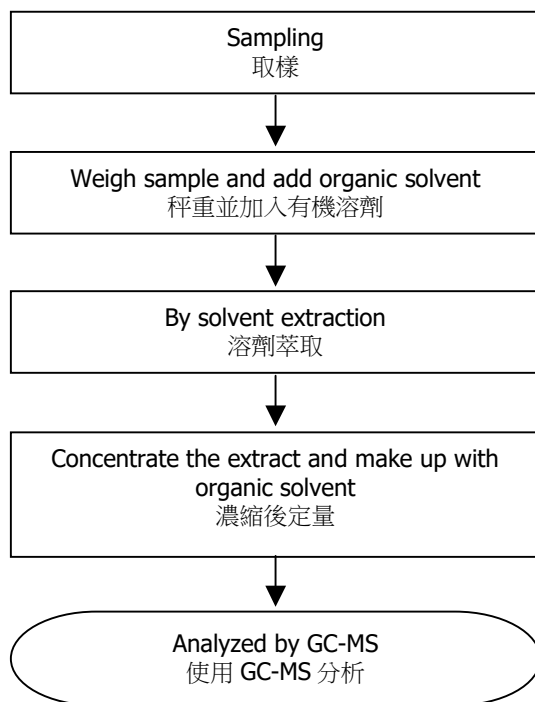 Sampling
取樣
Weigh sample and add organic solvent
秤重並加入有機溶劑
By solvent extraction
溶劑萃取
Concentrate the extract and make up with
organic solvent
濃縮後定量
Analyzed by GC-MS
使用 GC-MS 分析